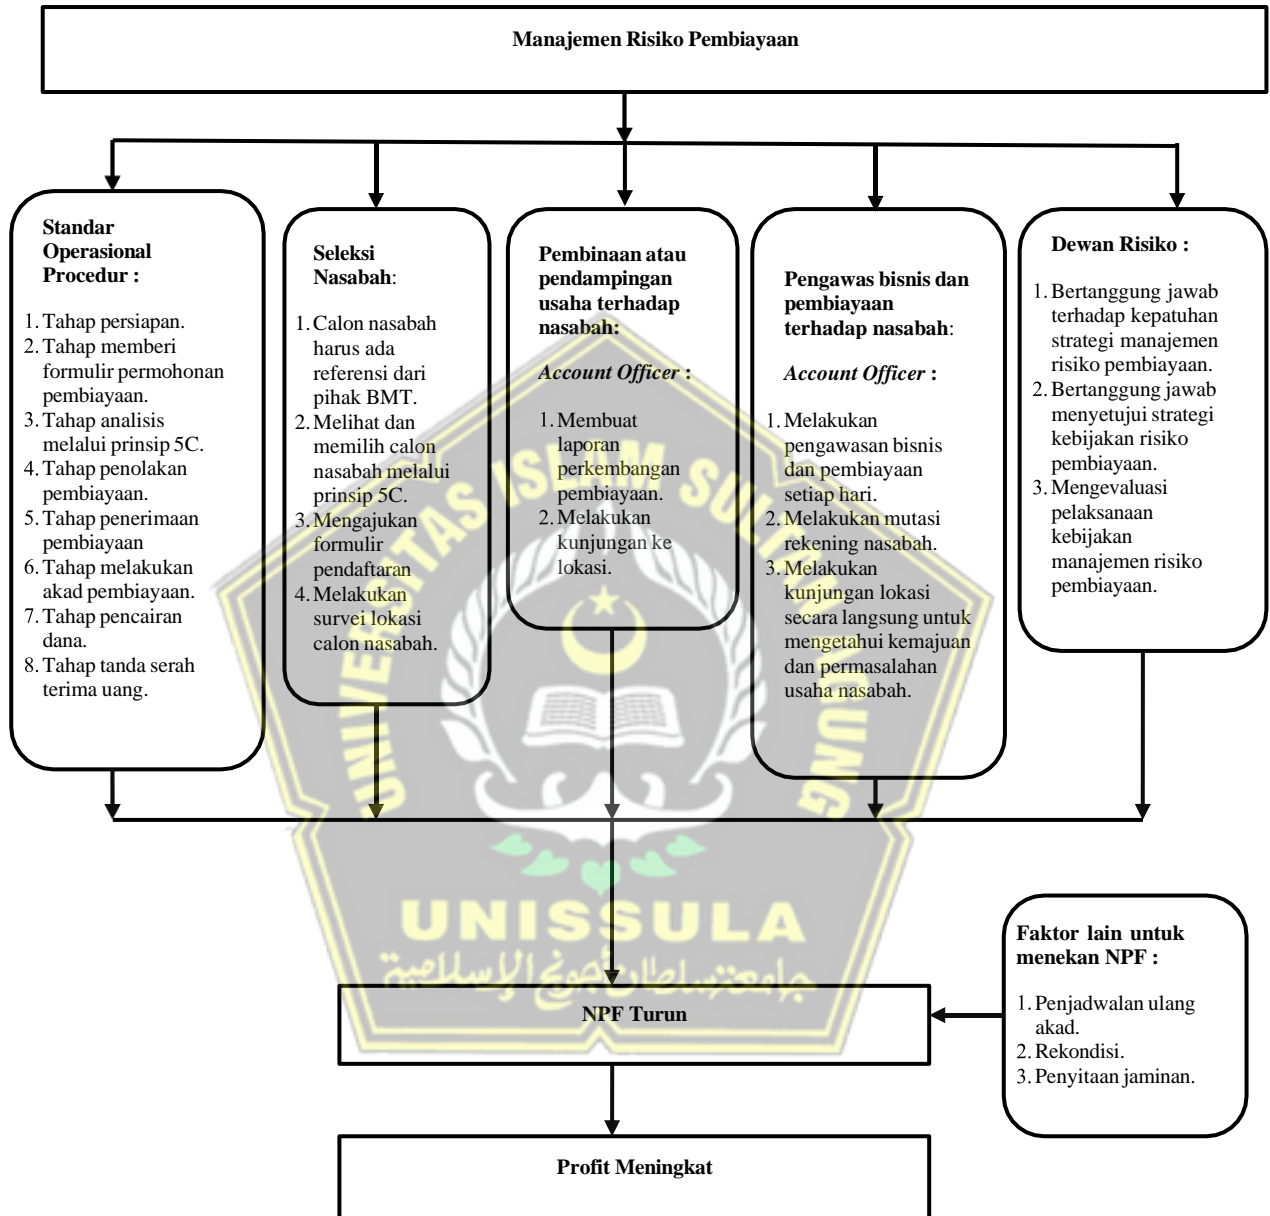 Manajemen Risiko Pembiayaan
Standar
Operasional
Procedur :
1. Tahap persiapan.
2. Tahap memberi
formulir permohonan
pembiayaan.
3. Tahap analisis
melalui prinsip 5C.
4. Tahap penolakan
pembiayaan.
5. Tahap penerimaan
pembiayaan
6. Tahap melakukan
akad pembiayaan.
7. Tahap pencairan
dana.
8. Tahap tanda serah
terima uang.
Seleksi
Nasabah:
1. Calon nasabah
harus ada
referensi dari
pihak BMT.
2. Melihat dan
memilih calon
nasabah melalui
prinsip 5C.
3. Mengajukan
formulir
pendaftaran
4. Melakukan
survei lokasi
calon nasabah.
Pembinaan atau
pendampingan
usaha terhadap
nasabah:
Account Officer :
1. Membuat
laporan
perkembangan
pembiayaan.
2. Melakukan
kunjungan ke
lokasi.
Pengawas bisnis dan
pembiayaan
terhadap nasabah:
Account Officer :
1. Melakukan
pengawasan bisnis
dan pembiayaan
setiap hari.
2. Melakukan mutasi
rekening nasabah.
3. Melakukan
kunjungan lokasi
secara langsung untuk
mengetahui kemajuan
dan permasalahan
usaha nasabah.
Dewan Risiko :
1. Bertanggung jawab
terhadap kepatuhan
strategi manajemen
risiko pembiayaan.
2. Bertanggung jawab
menyetujui strategi
kebijakan risiko
pembiayaan.
3. Mengevaluasi
pelaksanaan
kebijakan
manajemen risiko
pembiayaan.
UNIVERSITAS ISLAM SULTAN AGUNG
UNISSULA
جامعة سلطان أجونج الإسلامية
Faktor lain untuk
menekan NPF :
1. Penjadwalan ulang
akad.
2. Rekondisi.
3. Penyitaan jaminan.
NPF Turun
Profit Meningkat